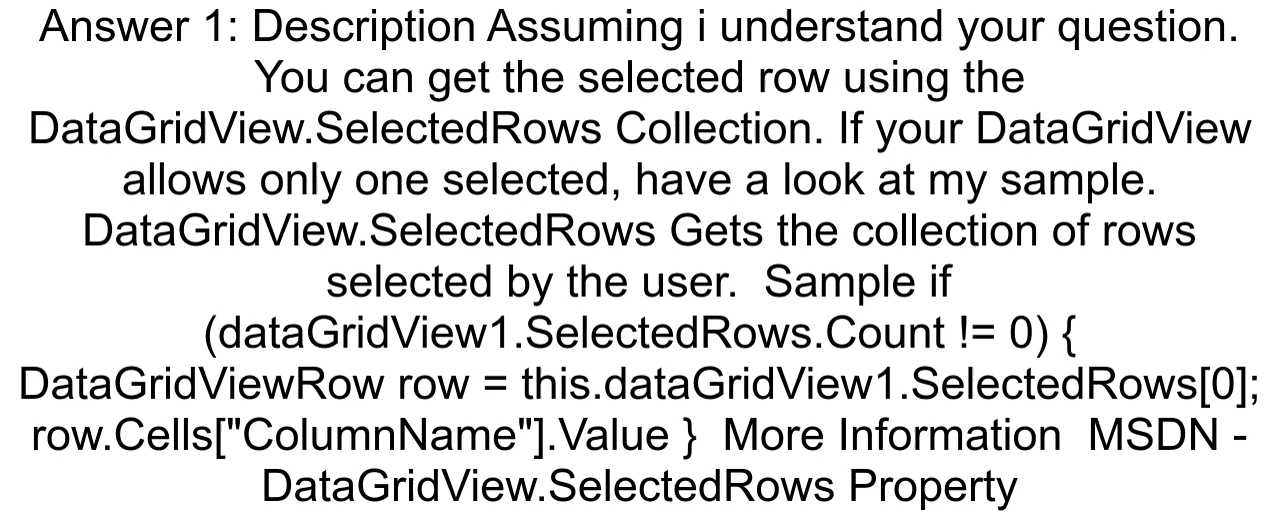 Answer 1: Description Assuming i understand your question.
You can get the selected row using the
DataGridView.SelectedRows Collection. If your DataGridView
allows only one selected, have a look at my sample.
DataGridView.SelectedRows Gets the collection of rows
selected by the user.  Sample if
(dataGridView1.SelectedRows.Count != 0) {
DataGridViewRow row = this.dataGridView1.SelectedRows[0];
row.Cells["ColumnName"].Value }  More Information  MSDN -
DataGridView.SelectedRows Property